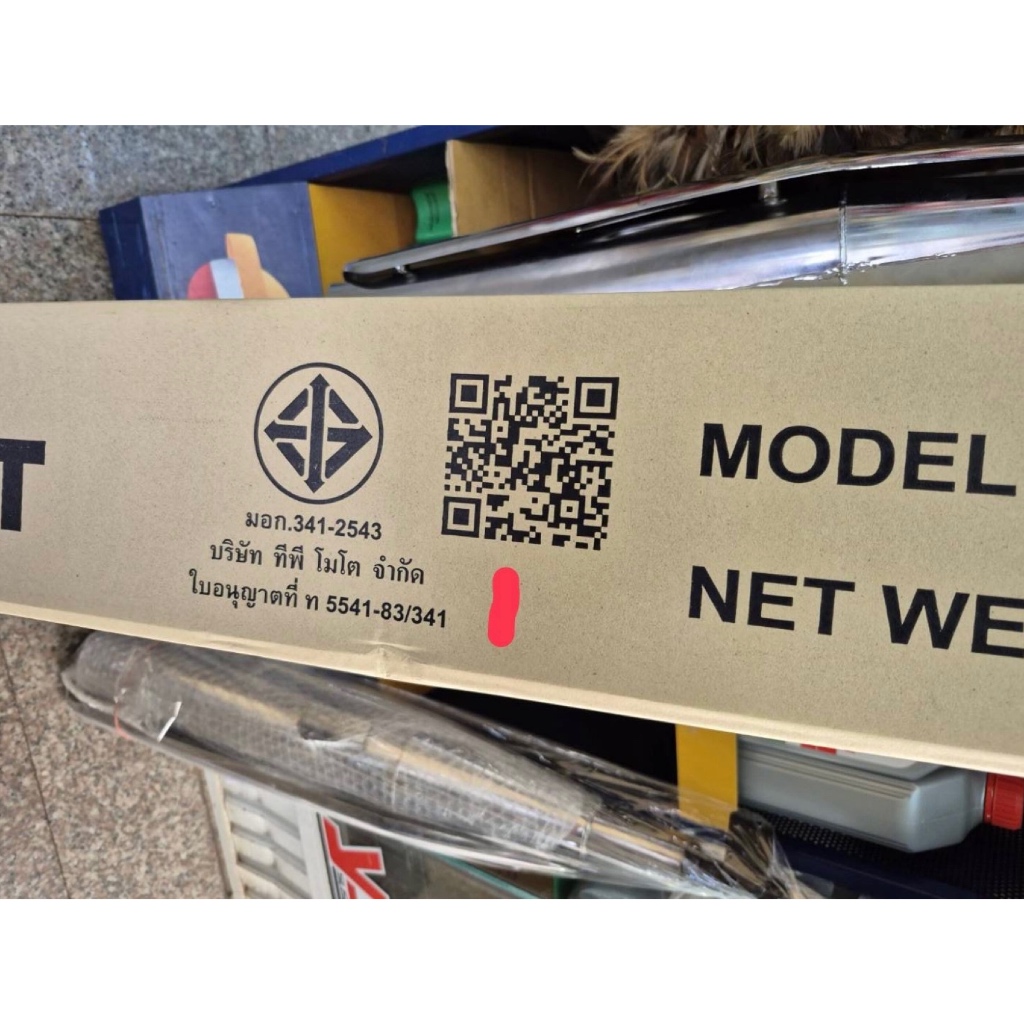 มอก.341-2543
บริษัท ทีพี โมโต จำกัด
ใบอนุญาตที่ ท 5541-83/341
MODEL
NET WE